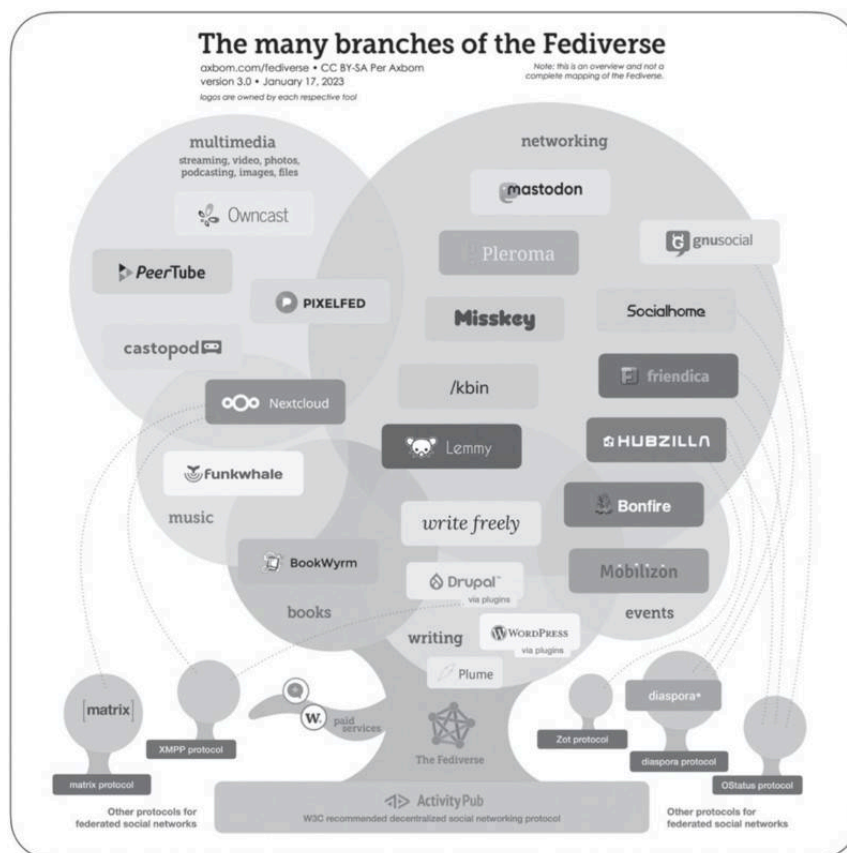 The many branches of the Fediverse
axbom.com/fediverse • CC BY-SA Per Axbom
version 3.0 • January 17, 2023
logos are owned by each respective tool
Note: this is an overview and not a
complete mapping of the Fediverse.
multimedia
streaming, video, photos,
podcasting, images, files
networking
mastodon
Owncast
gnusocial
Pleroma
PeerTube
PIXELFED
Misskey
Socialhome
castopod
/kbin
friendica
Nextcloud
Lemmy
HUBZILLA
Funkwhale
Bonfire
music
write freely
BookWyrm
Drupal™
via plugins
Mobilizon
books
events
writing
WORDPRESS
via plugins
Plume
[matrix]
diaspora*
W.
paid
services
XMPP protocol
Zot protocol
The Fediverse
diaspora protocol
matrix protocol
OStatus protocol
Other protocols for
federated social networks
ActivityPub
W3C recommended decentralized social networking protocol
Other protocols for
federated social networks